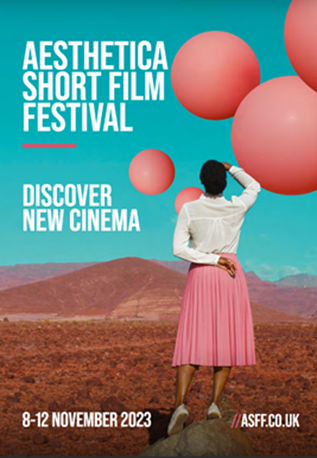 AESTHETICA
SHORT FILM
FESTIVAL
DISCOVER
NEW CINEMA
8-12 NOVEMBER 2023
//ASFF.CO.UK